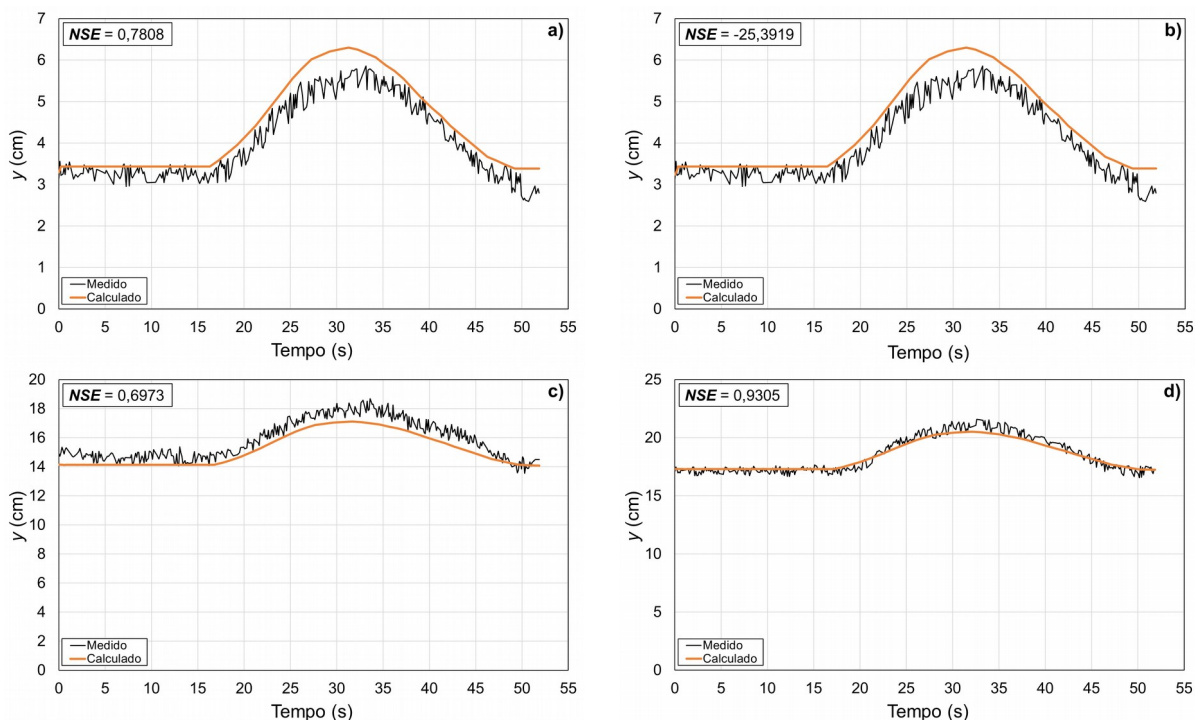 NSE = 0,7808
a)
7
6
5
4
3
2
1
0
y (cm)
Medido
Calculado
0 5 10 15 20 25 30 35 40 45 50 55
Tempo (s)
NSE = -25,3919
b)
7
6
5
4
3
2
1
0
y (cm)
Medido
Calculado
0 5 10 15 20 25 30 35 40 45 50 55
Tempo (s)
NSE = 0,6973
c)
20
18
16
14
12
10
8
6
4
2
0
y (cm)
Medido
Calculado
0 5 10 15 20 25 30 35 40 45 50 55
Tempo (s)
NSE = 0,9305
d)
25
20
15
10
5
0
y (cm)
Medido
Calculado
0 5 10 15 20 25 30 35 40 45 50 55
Tempo (s)